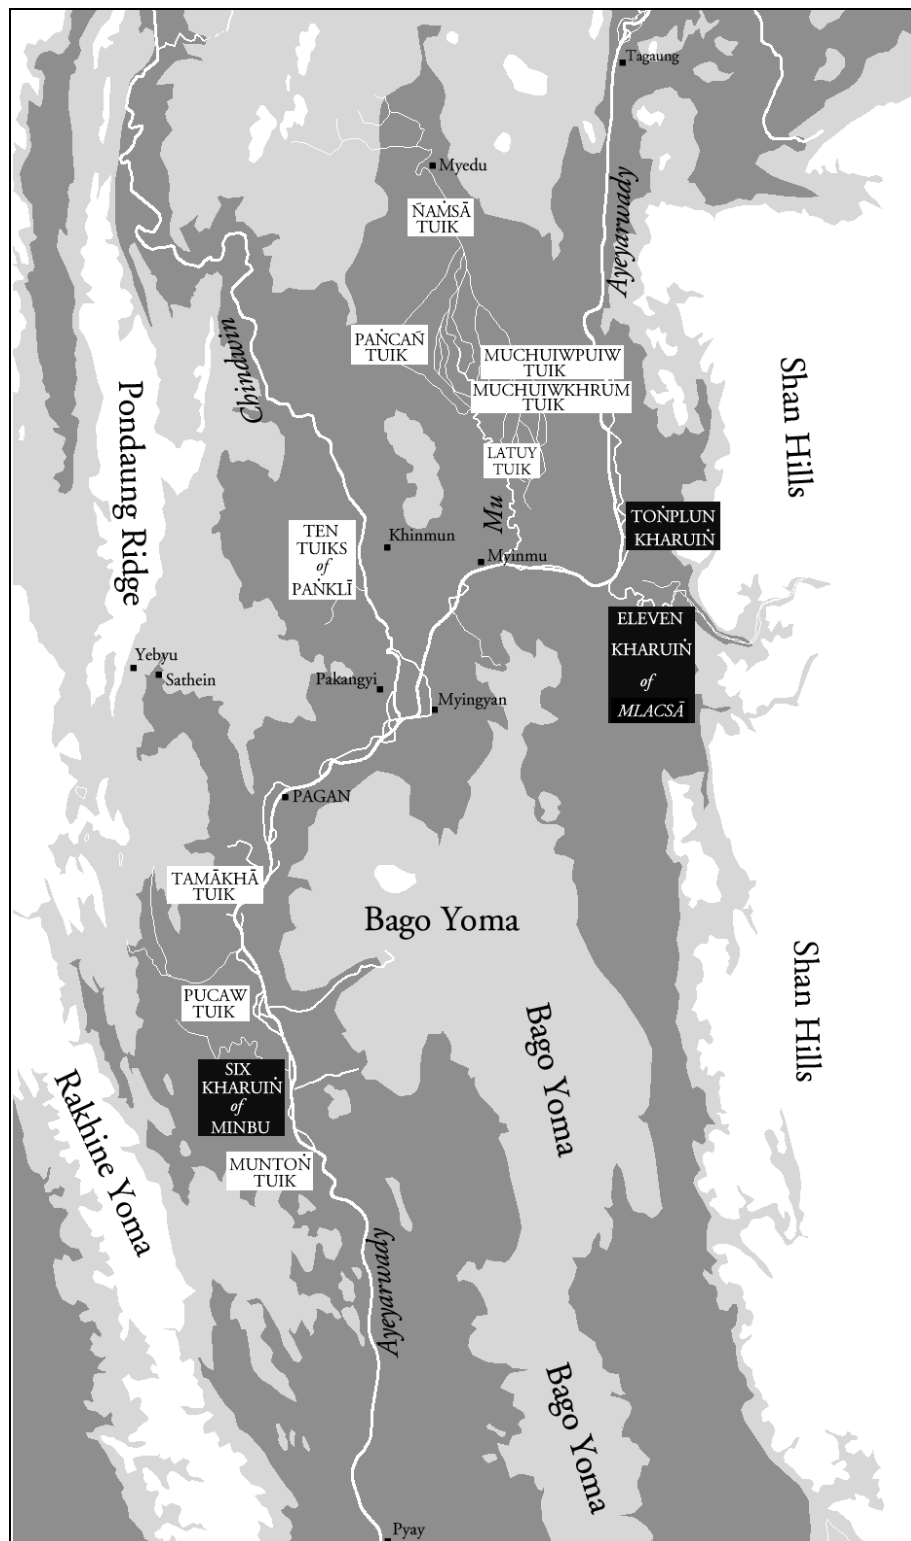 Tagaung
Myedu
ÑAṀSĀ
TUIK
Ayeyarwady
Chindwin
PAṄCAÑ
TUIK
MUCHUIWPUIW
TUIK
MUCHUIWKHRUM
TUIK
Shan Hills
Pondaung Ridge
LATUY
TUIK
Mu
TOṄPLUN
KHARUIṄ
TEN
TUIKS
of
PAṄKLĪ
Khinmun
Myinmu
ELEVEN
KHARUIṄ
of
MLACSĀ
Yebyu
Sathein
Pakangyi
Myingyan
PAGAN
TAMĀKHĀ
TUIK
Bago Yoma
Shan Hills
PUCAW
TUIK
Bago Yoma
SIX
KHARUIṄ
of
MINBU
Rakhine Yoma
MUNTOṄ
TUIK
Ayeyarwady
Bago Yoma
Pyay